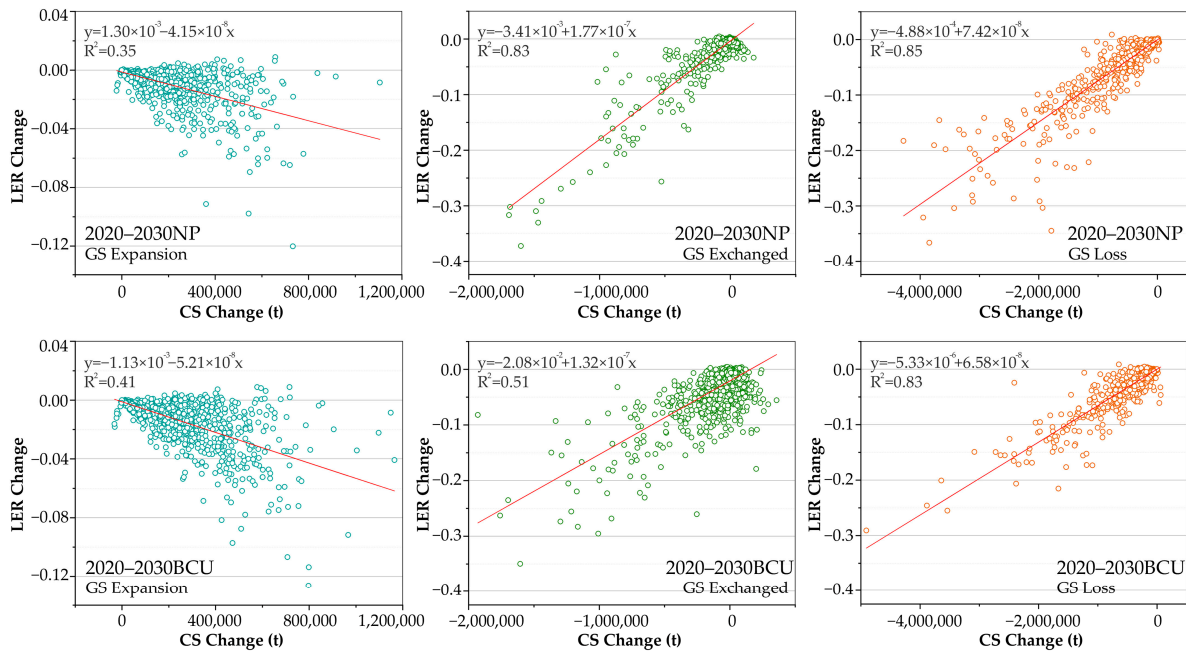 0.04
0.00
−0.04
−0.08
−0.12
LER Change
y=1.30×10⁻³−4.15×10⁻⁸x
R²=0.35
2020–2030NP
GS Expansion
0
400,000
800,000
1,200,000
CS Change (t)
0.0
−0.1
−0.2
−0.3
−0.4
LER Change
y=−3.41×10⁻³+1.77×10⁻⁷x
R²=0.83
2020–2030NP
GS Exchanged
−2,000,000
−1,000,000
0
CS Change (t)
0.0
−0.1
−0.2
−0.3
−0.4
LER Change
y=−4.88×10⁻⁴+7.42×10⁻⁸x
R²=0.85
2020–2030NP
GS Loss
−4,000,000
−2,000,000
0
CS Change (t)
0.04
0.00
−0.04
−0.08
−0.12
LER Change
y=−1.13×10⁻³−5.21×10⁻⁸x
R²=0.41
2020–2030BCU
GS Expansion
0
400,000
800,000
1,200,000
CS Change (t)
0.0
−0.1
−0.2
−0.3
−0.4
LER Change
y=−2.08×10⁻²+1.32×10⁻⁷x
R²=0.51
2020–2030BCU
GS Exchanged
−2,000,000
−1,000,000
0
CS Change (t)
0.0
−0.1
−0.2
−0.3
−0.4
LER Change
y=−5.33×10⁻⁶+6.58×10⁻⁸x
R²=0.83
2020–2030BCU
GS Loss
−4,000,000
−2,000,000
0
CS Change (t)